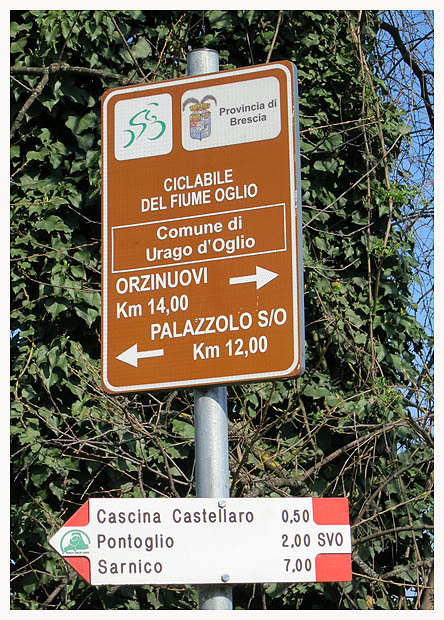 Provincia di
Brescia
CICLABILE
DEL FIUME OGLIO
Comune di
Urago d'Oglio
ORZINUOVI
Km 14,00
PALAZZOLO S/O
Km 12,00
Cascina Castellaro 0,50
Pontoglio 2,00 SVO
Sarnico 7,00